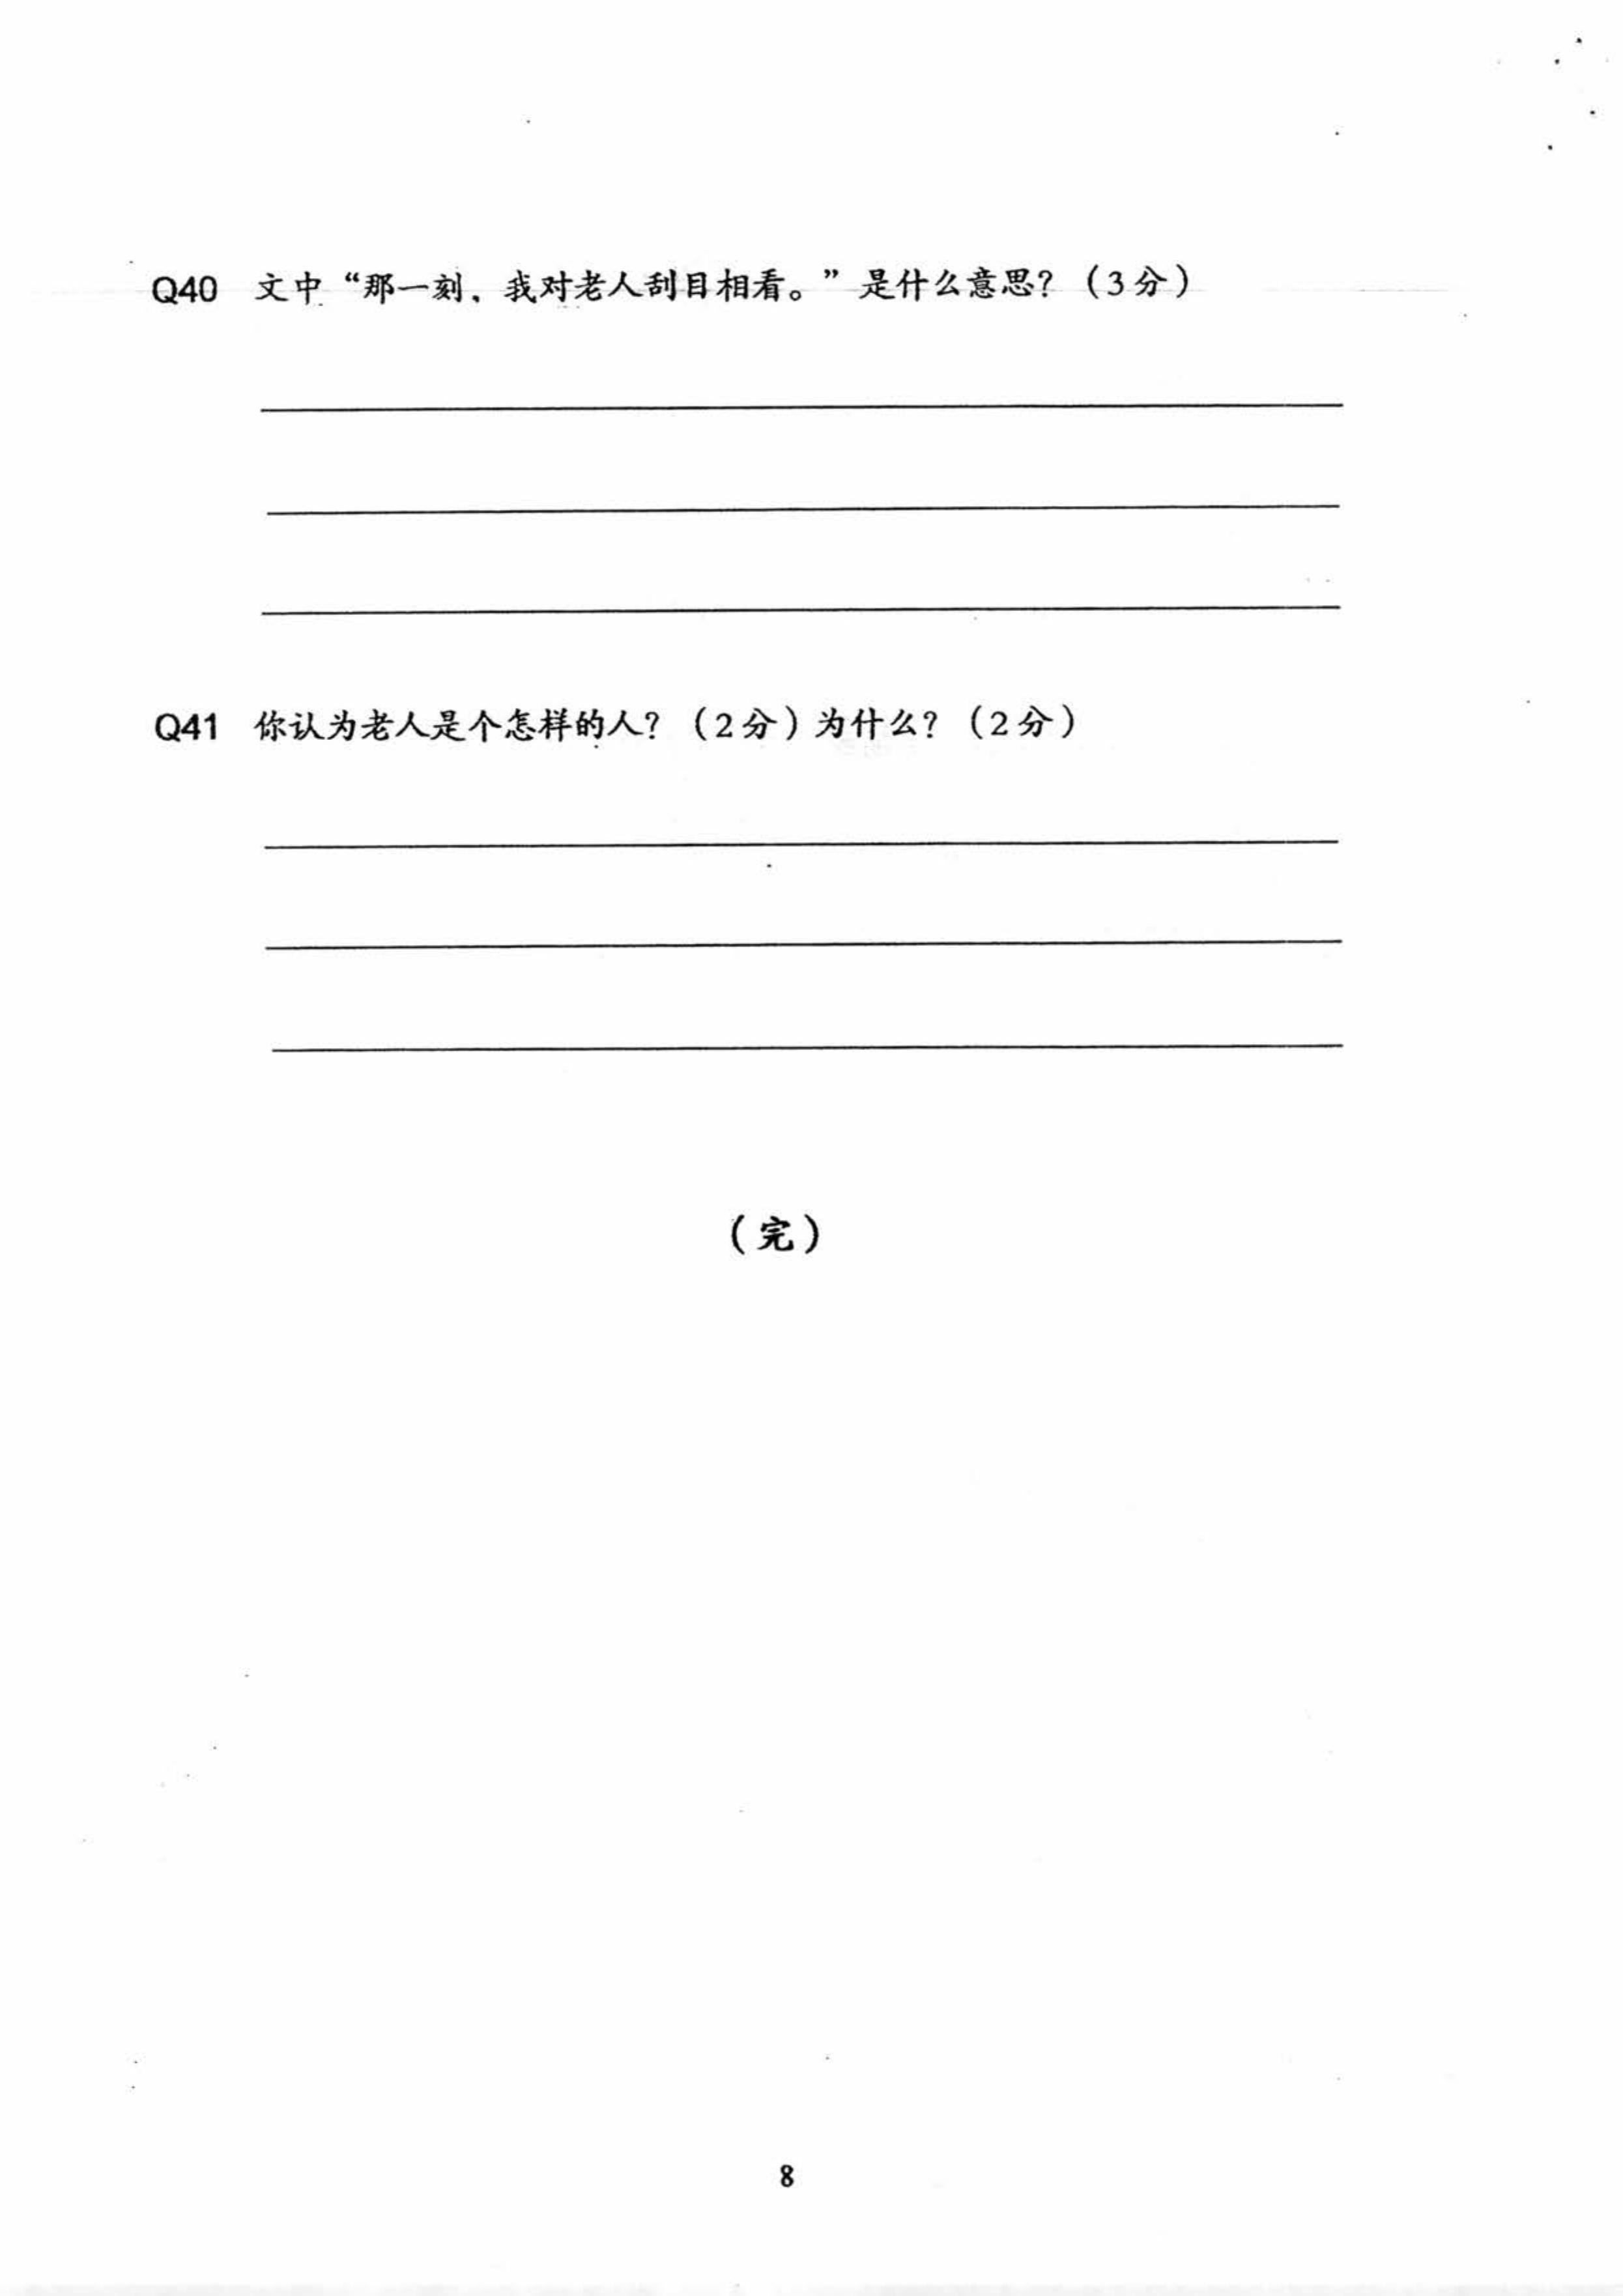 Q40 文中“那一刻，我对老人刮目相看。”是什么意思？（3分）
Q41 你认为老人是个怎样的人？（2分）为什么？（2分）
（完）
8